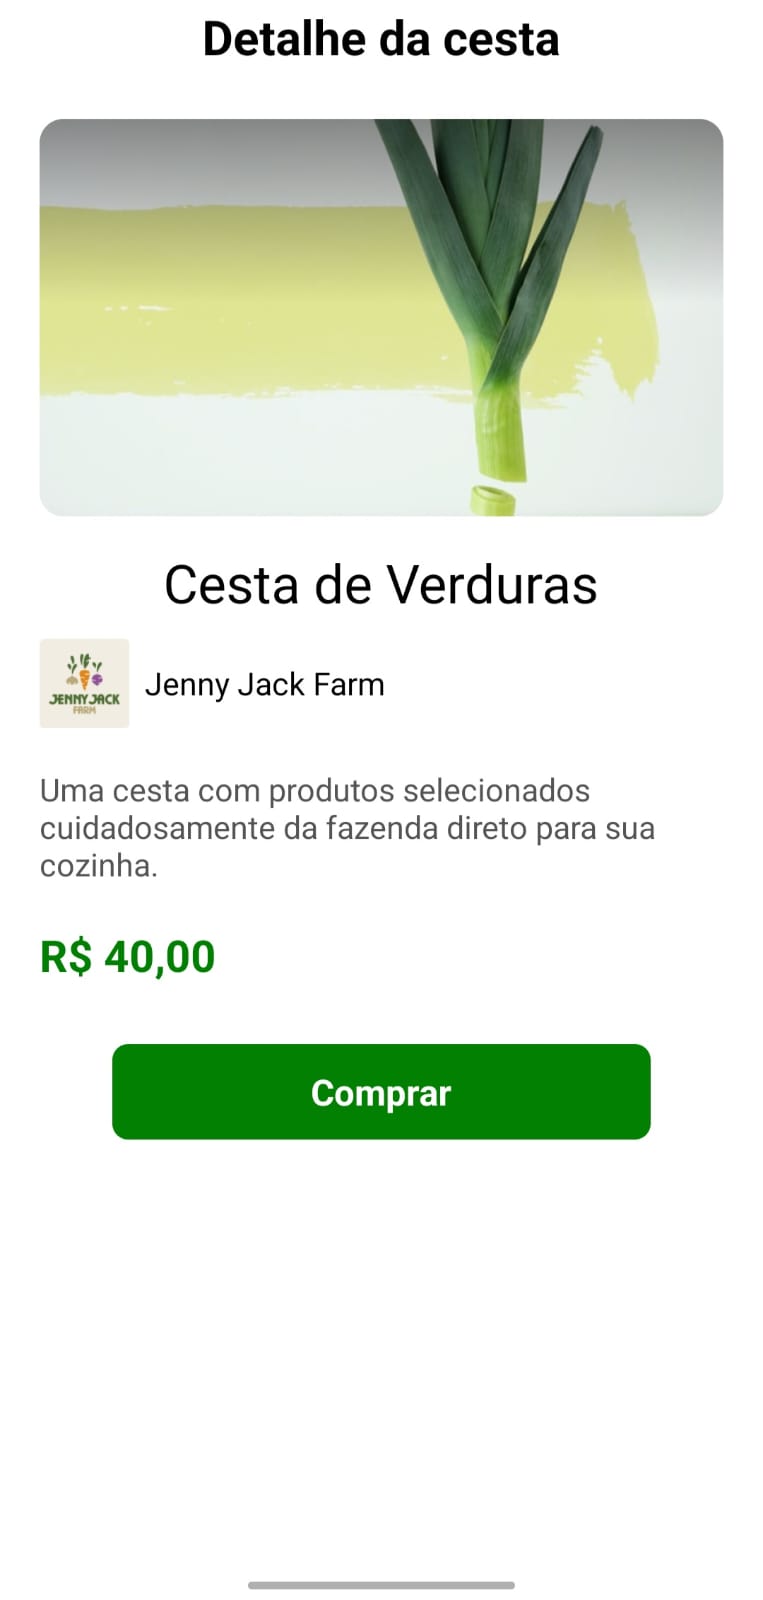 Detalhe da cesta
Cesta de Verduras
JENNY JACK
FARM
Jenny Jack Farm
Uma cesta com produtos selecionados
cuidadosamente da fazenda direto para sua
cozinha.
R$ 40,00
Comprar